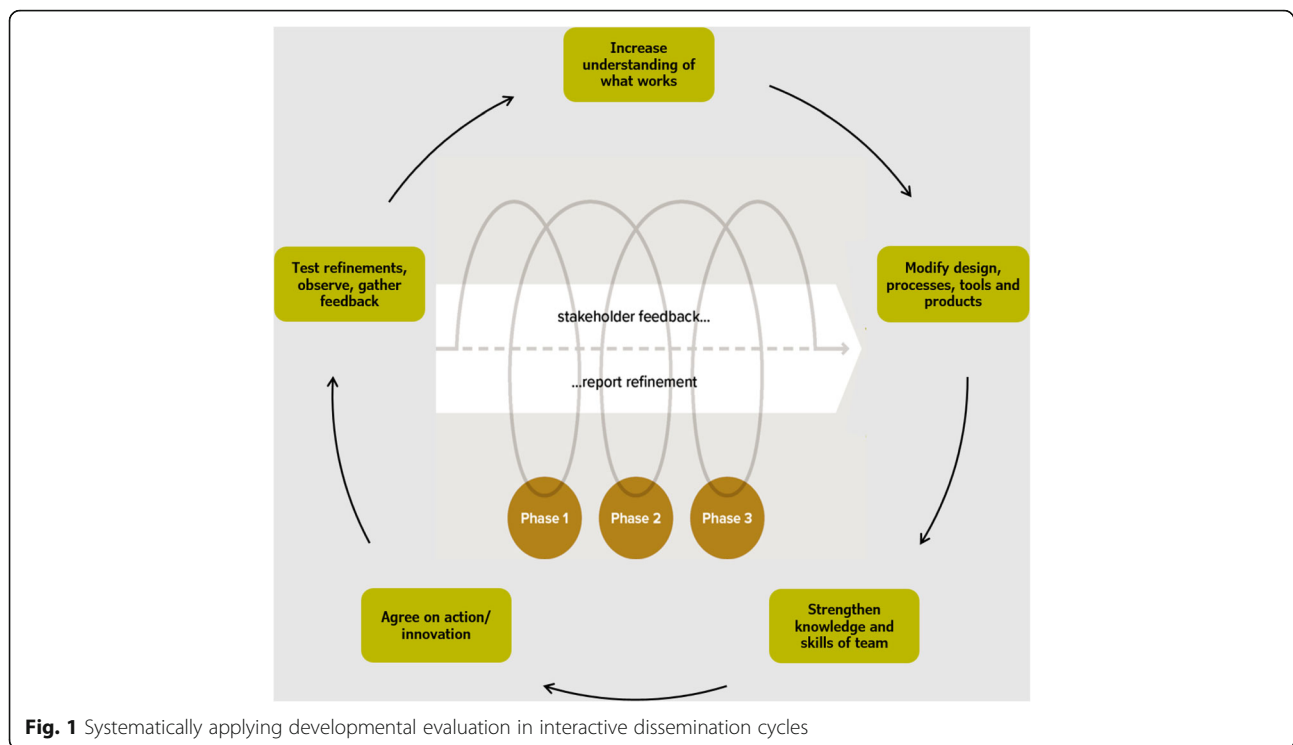 Increase
understanding of
what works
Test refinements,
observe, gather
feedback
Modify design,
processes, tools and
products
stakeholder feedback...
...report refinement
Phase 1
Phase 2
Phase 3
Agree on action/
innovation
Strengthen
knowledge and
skills of team
Fig. 1 Systematically applying developmental evaluation in interactive dissemination cycles